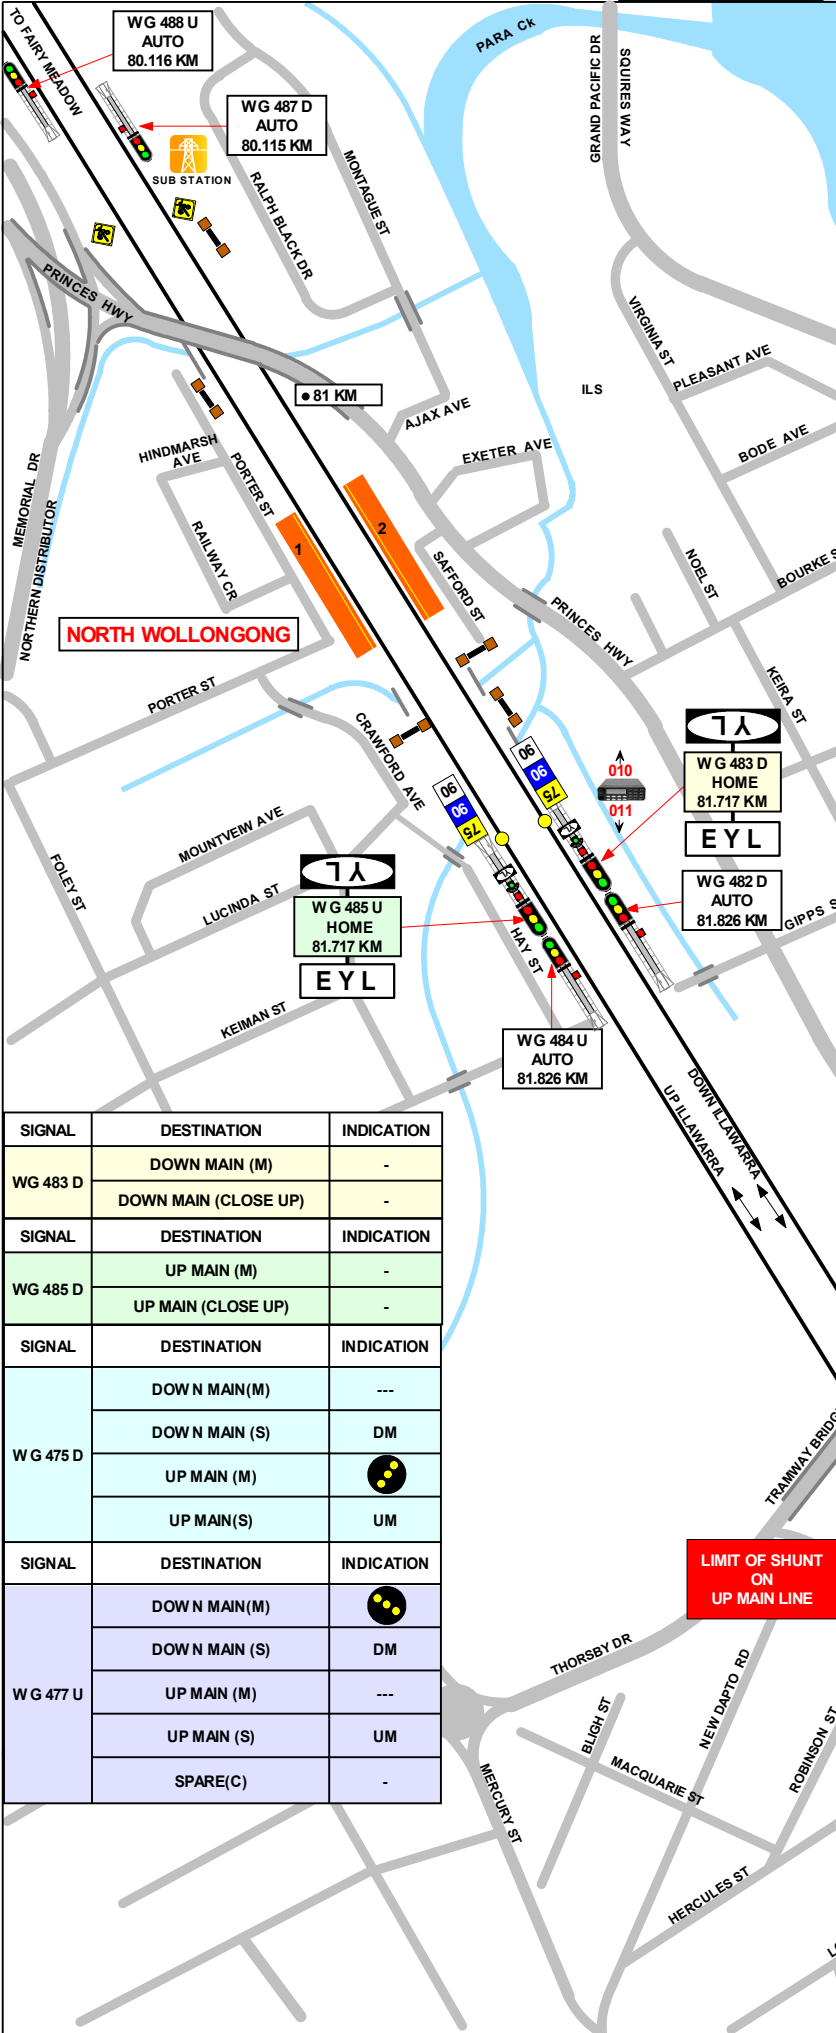 TO FAIRY MEADOW
WG 488 U
AUTO
80.116 KM
WG 487 D
AUTO
80.115 KM
SUB STATION
PARA Ck
GRAND PACIFIC DR
SQUIRES WAY
MONTAGUE ST
RALPH BLACK DR
PRINCES HWY
VIRGINIA ST
PLEASANT AVE
81 KM
ILS
AJAX AVE
BODE AVE
HINDMARSH
AVE
EXETER AVE
PORTER ST
MEMORIAL DR
NORTHERN DISTRIBUTOR
RAILWAY CR
1
2
SAFFORD ST
NOEL ST
BOURKE S
PRINCES HWY
NORTH WOLLONGONG
KEIRA ST
PORTER ST
CRAWFORD AVE
YL
WG 483 D
HOME
81.717 KM
EYL
90
90
75
90
90
75
010
011
YL
YL
MOUNTVEIW AVE
FOLEY ST
LUCINDA ST
YL
WG 485 U
HOME
81.717 KM
EYL
WG 482 D
AUTO
81.826 KM
GIPPS S
HAY ST
KEIMAN ST
WG 484 U
AUTO
81.826 KM
UP ILLAWARRA
DOWN ILLAWARRA
SIGNAL DESTINATION INDICATION
WG 483 D DOWN MAIN (M) -
DOWN MAIN (CLOSE UP) -
SIGNAL DESTINATION INDICATION
WG 485 D UP MAIN (M) -
UP MAIN (CLOSE UP) -
SIGNAL DESTINATION INDICATION
WG 475 D DOWN MAIN(M) ---
DOWN MAIN (S) DM
UP MAIN (M)
UP MAIN(S) UM
SIGNAL DESTINATION INDICATION
WG 477 U DOWN MAIN(M)
DOWN MAIN (S) DM
UP MAIN (M) ---
UP MAIN (S) UM
SPARE(C) -
TRAMWAY BRIDG
LIMIT OF SHUNT
ON
UP MAIN LINE
THORSBY DR
NEW DAPTO RD
BLIGH ST
ROBINSON ST
MACQUARIE ST
MERCURY ST
HERCULES ST